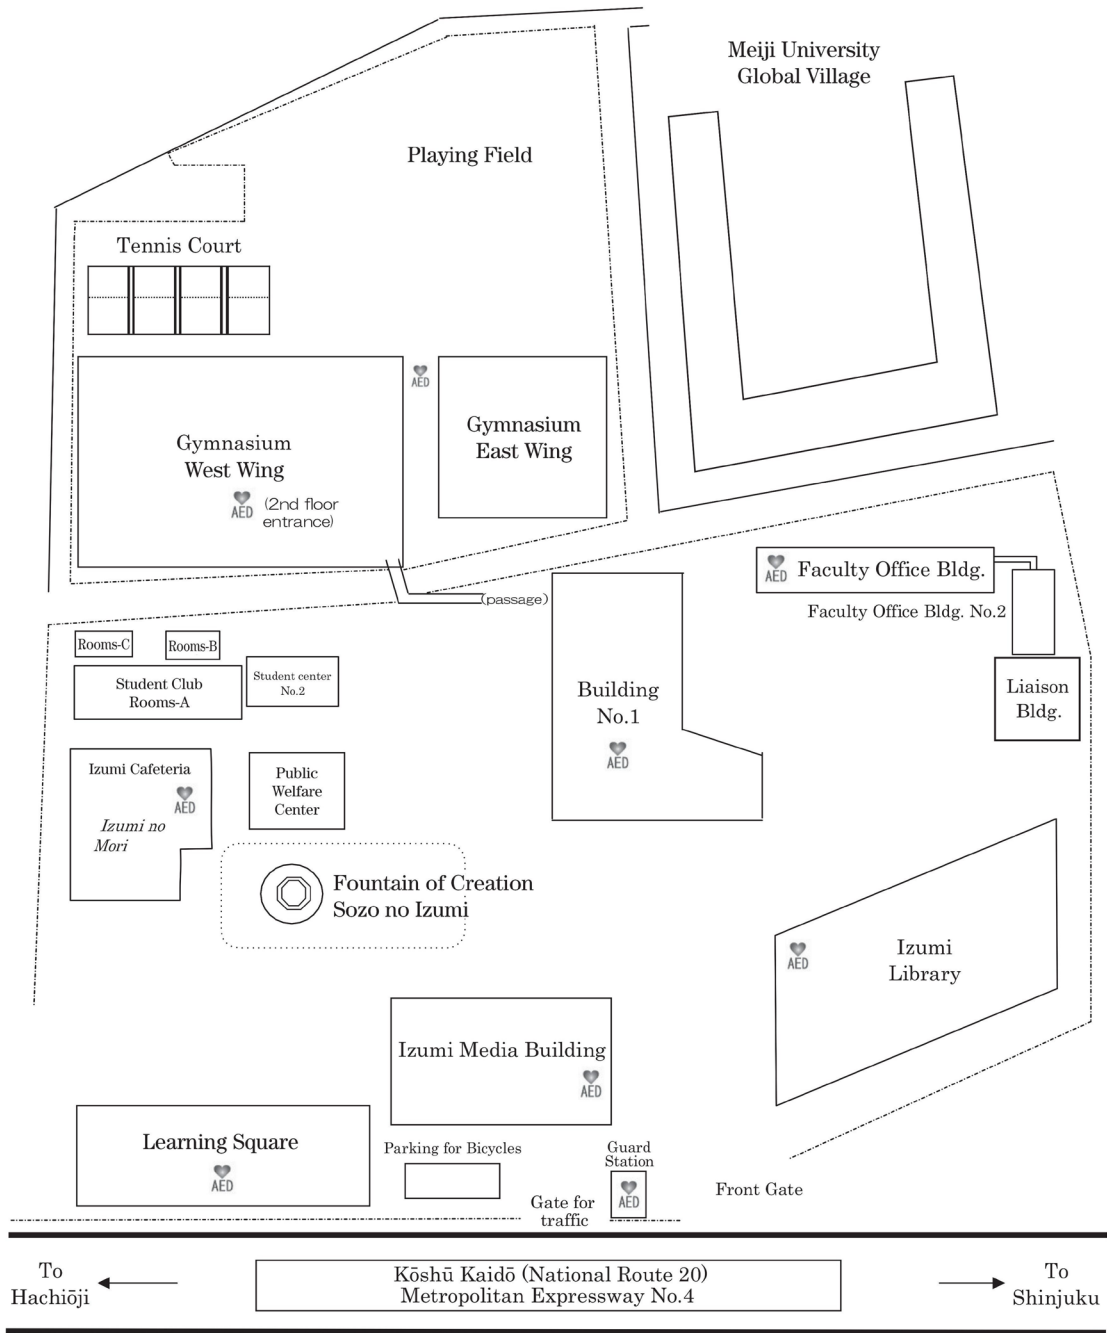 Meiji University
Global Village
Playing Field
Tennis Court
AED
Gymnasium
West Wing
AED
(2nd floor
entrance)
Gymnasium
East Wing
(passage)
AED
Faculty Office Bldg.
Faculty Office Bldg. No.2
Liaison
Bldg.
Rooms-C
Rooms-B
Student Club
Rooms-A
Student center
No.2
Building
No.1
AED
Izumi Cafeteria
AED
Izumi no
Mori
Public
Welfare
Center
Fountain of Creation
Sozo no Izumi
AED
Izumi
Library
Izumi Media Building
AED
Learning Square
AED
Parking for Bicycles
Guard
Station
AED
Gate for
traffic
Front Gate
To
Hachiōji
Kōshū Kaidō (National Route 20)
Metropolitan Expressway No.4
To
Shinjuku